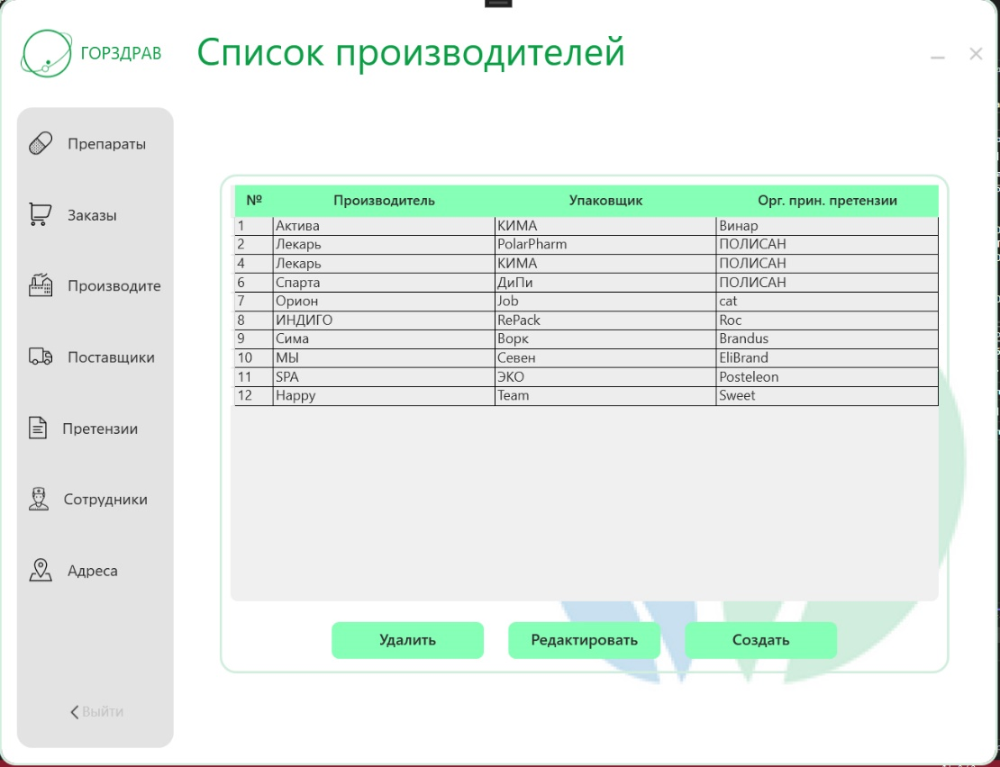 ГОРЗДРАВ
Список производителей
Препараты
Заказы
Производите
Поставщики
Претензии
Сотрудники
Адреса
Выйти
№ Производитель Упаковщик Орг. прин. претензии
1 Актива КИМА Винар
2 Лекарь PolarPharm ПОЛИСАН
4 Лекарь КИМА ПОЛИСАН
6 Спарта ДиПи ПОЛИСАН
7 Орион Job cat
8 ИНДИГО RePack Roc
9 Сима Ворк Brandus
10 МЫ Севен EliBrand
11 SPA ЭКО Posteleon
12 Happy Team Sweet
Удалить Редактировать Создать